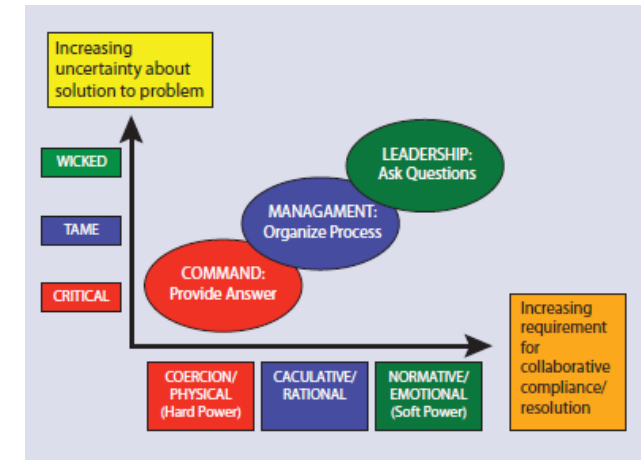 Increasing
uncertainty about
solution to problem
WICKED
TAME
CRITICAL
LEADERSHIP:
Ask Questions
MANAGAMENT:
Organize Process
COMMAND:
Provide Answer
COERCION/
PHYSICAL
(Hard Power)
CACULATIVE/
RATIONAL
NORMATIVE/
EMOTIONAL
(Soft Power)
Increasing
requirement
for
collaborative
compliance/
resolution